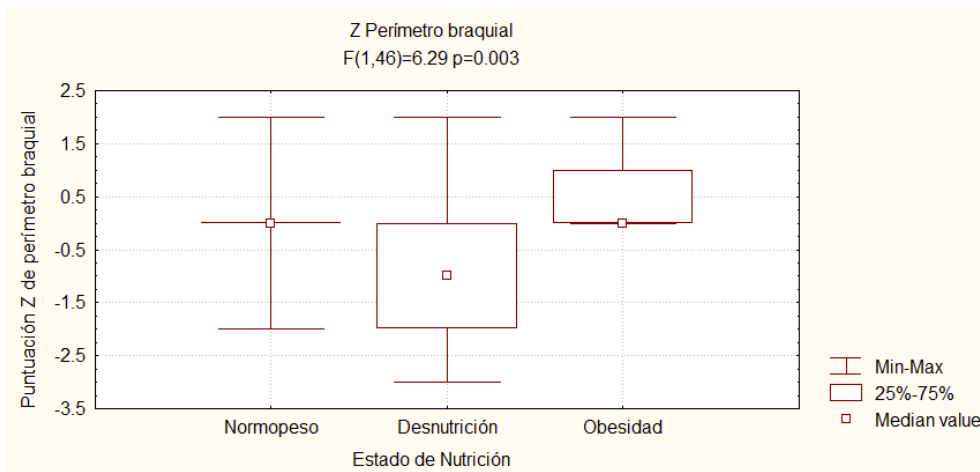 Z Perímetro braquial
F(1,46)=6.29 p=0.003
Puntuación Z de perímetro braquial
2.5
1.5
0.5
-0.5
-1.5
-2.5
-3.5
Normopeso Desnutrición Obesidad
Estado de Nutrición
Min-Max
25%-75%
Median value